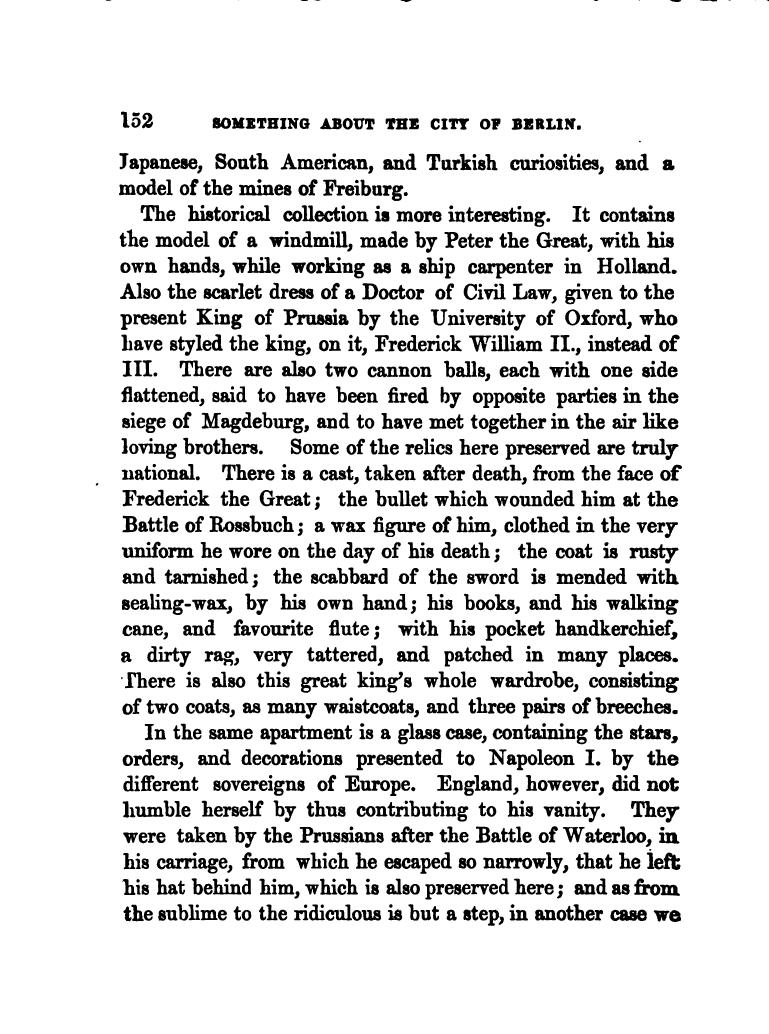 152 SOMETHING ABOUT THE CITY OF BERLIN.
Japanese, South American, and Turkish curiosities, and a
model of the mines of Freiburg.
The historical collection is more interesting. It contains
the model of a windmill, made by Peter the Great, with his
own hands, while working as a ship carpenter in Holland.
Also the scarlet dress of a Doctor of Civil Law, given to the
present King of Prussia by the University of Oxford, who
have styled the king, on it, Frederick William II., instead of
III. There are also two cannon balls, each with one side
flattened, said to have been fired by opposite parties in the
siege of Magdeburg, and to have met together in the air like
loving brothers. Some of the relics here preserved are truly
national. There is a cast, taken after death, from the face of
Frederick the Great; the bullet which wounded him at the
Battle of Rossbuch; a wax figure of him, clothed in the very
uniform he wore on the day of his death; the coat is rusty
and tarnished; the scabbard of the sword is mended with
sealing-wax, by his own hand; his books, and his walking
cane, and favourite flute; with his pocket handkerchief,
a dirty rag, very tattered, and patched in many places.
There is also this great king's whole wardrobe, consisting
of two coats, as many waistcoats, and three pairs of breeches.
In the same apartment is a glass case, containing the stars,
orders, and decorations presented to Napoleon I. by the
different sovereigns of Europe. England, however, did not
humble herself by thus contributing to his vanity. They
were taken by the Prussians after the Battle of Waterloo, in
his carriage, from which he escaped so narrowly, that he left
his hat behind him, which is also preserved here; and as from
the sublime to the ridiculous is but a step, in another case we